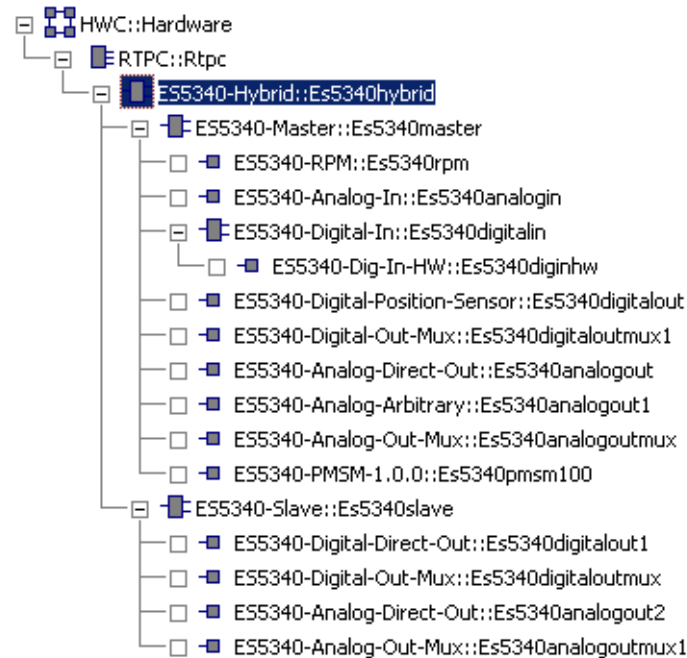 HWC::Hardware
RTPC::Rtpc
ES5340-Hybrid::Es5340hybrid
ES5340-Master::Es5340master
ES5340-RPM::Es5340rpm
ES5340-Analog-In::Es5340analogin
ES5340-Digital-In::Es5340digitalin
ES5340-Dig-In-HW::Es5340diginhw
ES5340-Digital-Position-Sensor::Es5340digitalout
ES5340-Digital-Out-Mux::Es5340digitaloutmux1
ES5340-Analog-Direct-Out::Es5340analogout
ES5340-Analog-Arbitrary::Es5340analogout1
ES5340-Analog-Out-Mux::Es5340analogoutmux
ES5340-PMSM-1.0.0::Es5340pmsm100
ES5340-Slave::Es5340slave
ES5340-Digital-Direct-Out::Es5340digitalout1
ES5340-Digital-Out-Mux::Es5340digitaloutmux
ES5340-Analog-Direct-Out::Es5340analogout2
ES5340-Analog-Out-Mux::Es5340analogoutmux1